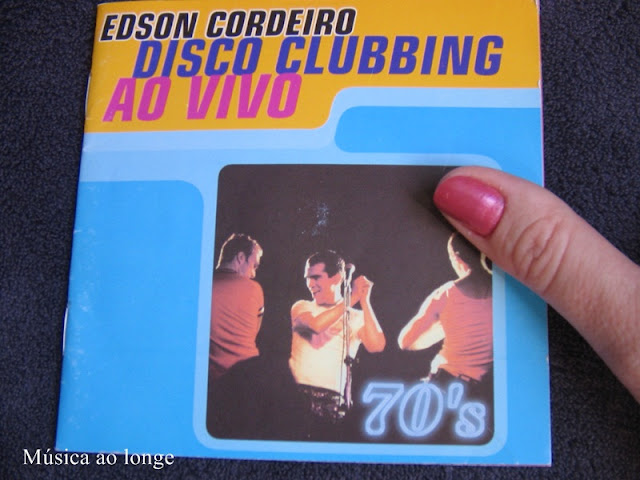 EDSON CORDEIRO
DISCO CLUBBING
AO VIVO
70's
Música ao longe